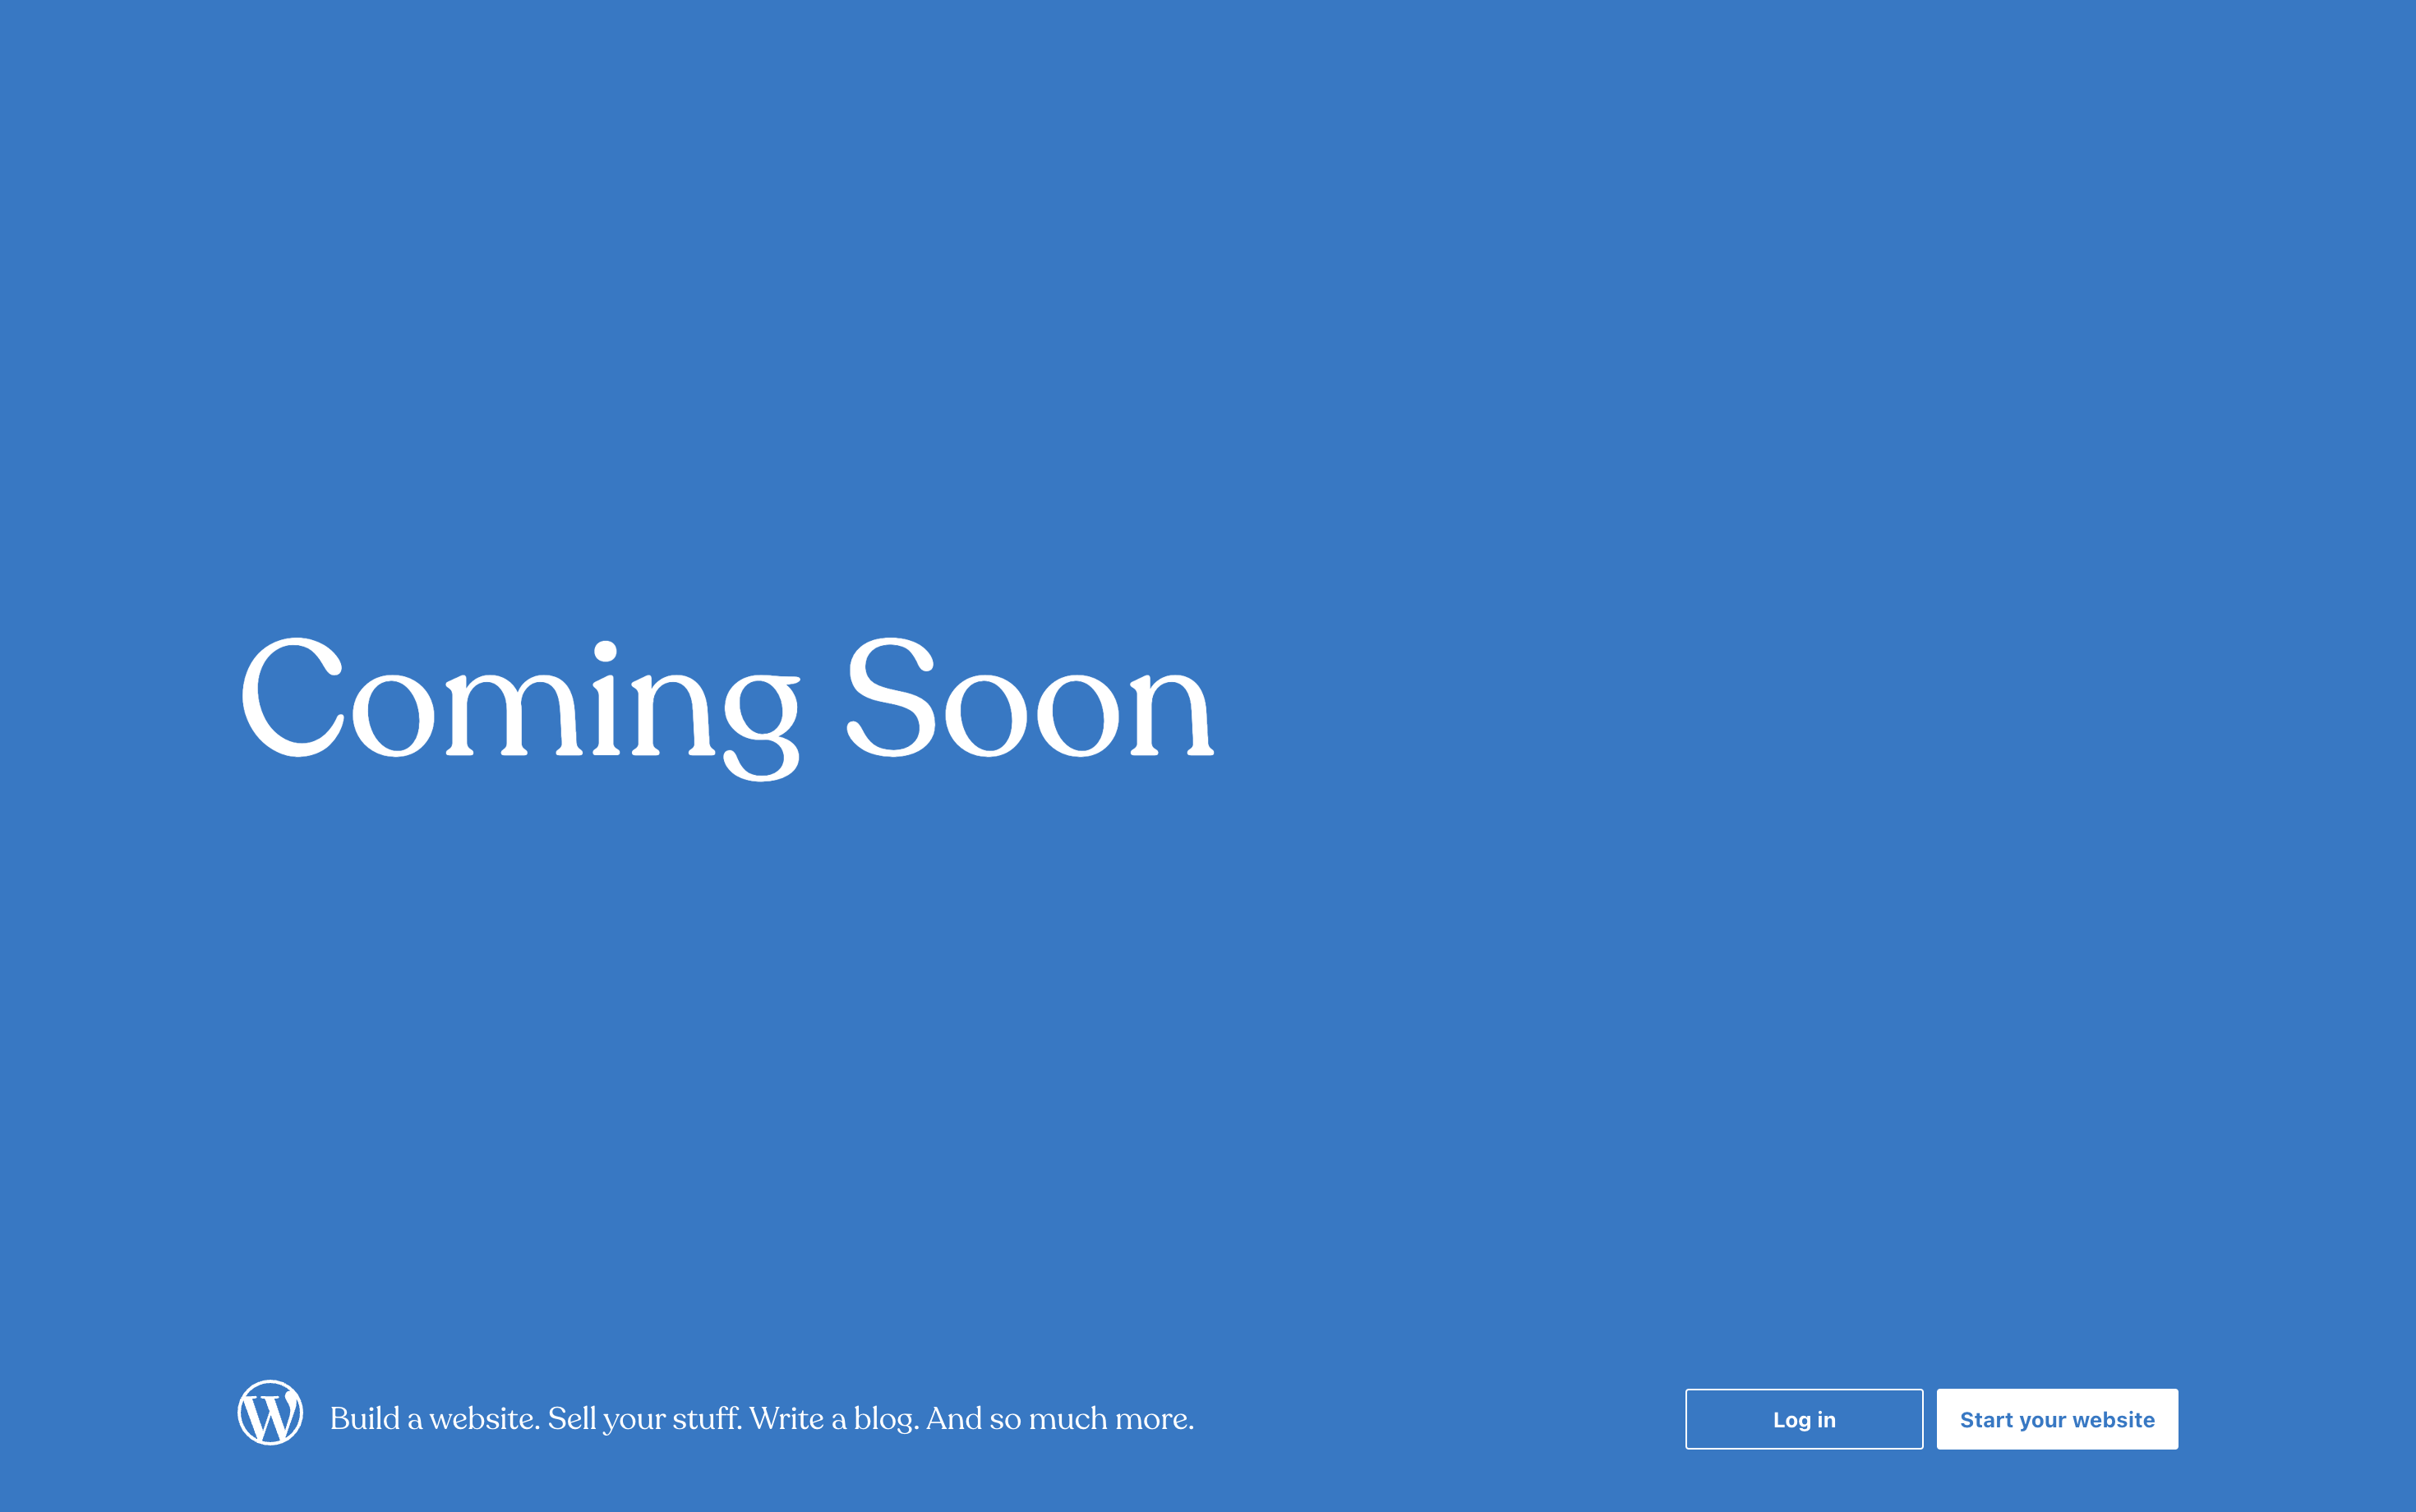 Coming Soon
Build a website. Sell your stuff. Write a blog. And so much more.
Log in
Start your website